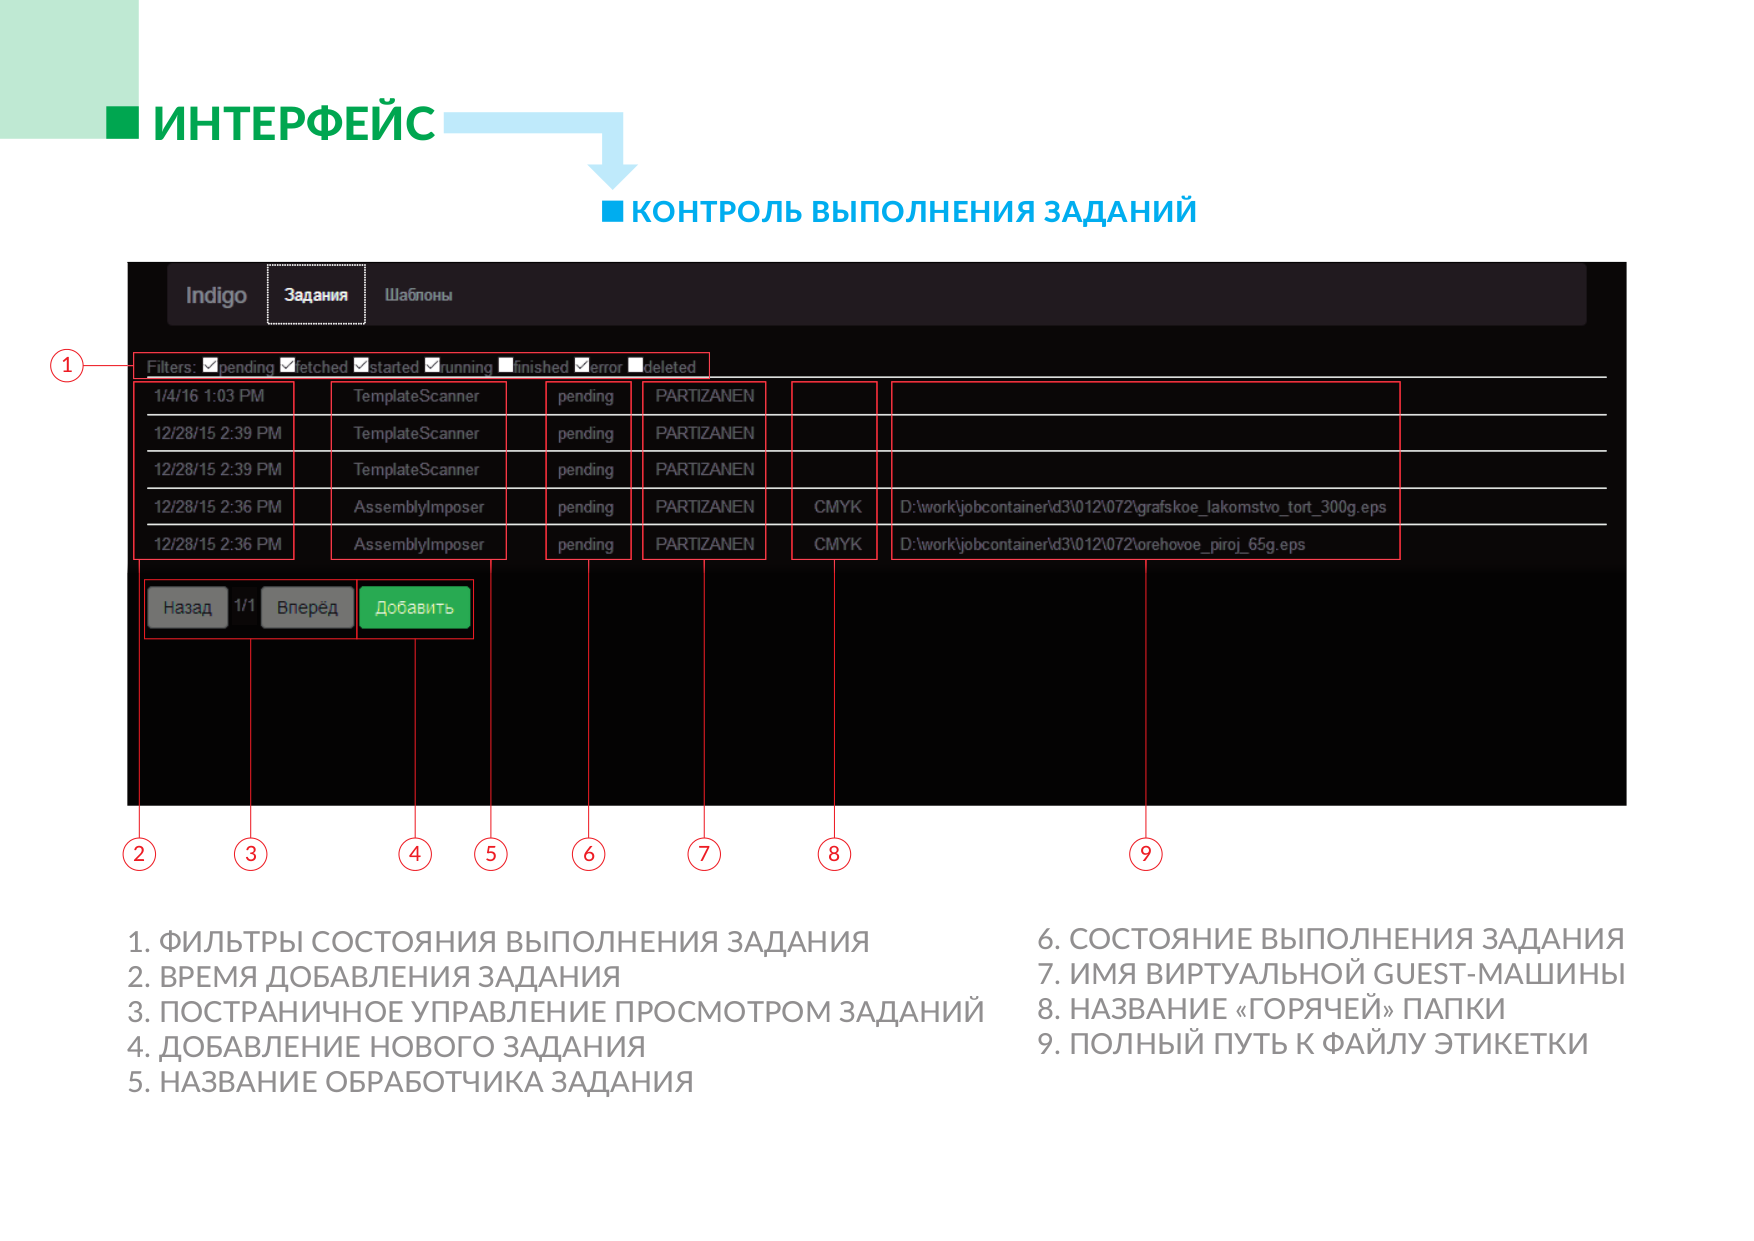 ИНТЕРФЕЙС
КОНТРОЛЬ ВЫПОЛНЕНИЯ ЗАДАНИЙ
Indigo Задания Шаблоны
1
Filters: pending fetched started running finished error deleted
1/4/16 1:03 PM TemplateScanner pending PARTIZANEN
12/28/15 2:39 PM TemplateScanner pending PARTIZANEN
12/28/15 2:39 PM TemplateScanner pending PARTIZANEN
12/28/15 2:36 PM AssemblyImposer pending PARTIZANEN CMYK D:\work\jobcontainer\d3\012\072\grafskoe_lakomstvo_tort_300g.eps
12/28/15 2:36 PM AssemblyImposer pending PARTIZANEN CMYK D:\work\jobcontainer\d3\012\072\orehovoe_piroj_65g.eps
Назад 1/1 Вперёд Добавить
2 3 4 5 6 7 8 9
1. ФИЛЬТРЫ СОСТОЯНИЯ ВЫПОЛНЕНИЯ ЗАДАНИЯ
2. ВРЕМЯ ДОБАВЛЕНИЯ ЗАДАНИЯ
3. ПОСТРАНИЧНОЕ УПРАВЛЕНИЕ ПРОСМОТРОМ ЗАДАНИЙ
4. ДОБАВЛЕНИЕ НОВОГО ЗАДАНИЯ
5. НАЗВАНИЕ ОБРАБОТЧИКА ЗАДАНИЯ
6. СОСТОЯНИЕ ВЫПОЛНЕНИЯ ЗАДАНИЯ
7. ИМЯ ВИРТУАЛЬНОЙ GUEST-МАШИНЫ
8. НАЗВАНИЕ «ГОРЯЧЕЙ» ПАПКИ
9. ПОЛНЫЙ ПУТЬ К ФАЙЛУ ЭТИКЕТКИ